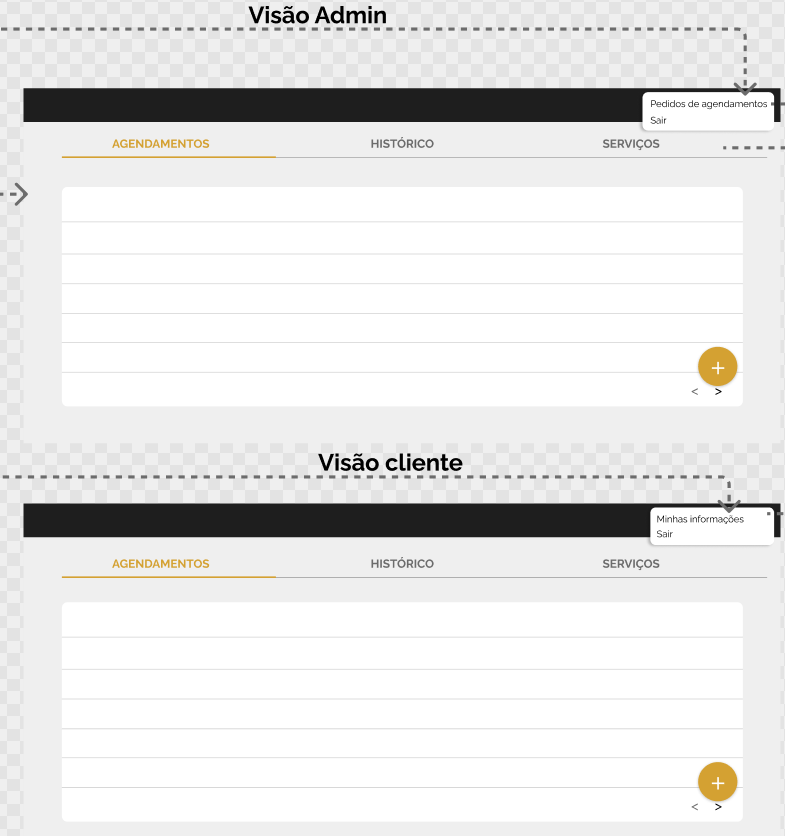 Visão Admin
Pedidos de agendamentos
Sair
AGENDAMENTOS HISTÓRICO SERVIÇOS
+
< >
Visão cliente
Minhas informações
Sair
AGENDAMENTOS HISTÓRICO SERVIÇOS
+
< >